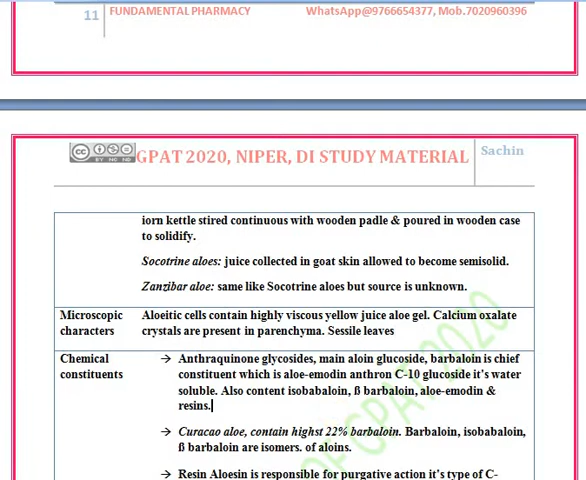 11 FUNDAMENTAL PHARMACY WhatsApp@9766654377, Mob.7020960396
GPAT 2020, NIPER, DI STUDY MATERIAL Sachin
iorn kettle stired continuous with wooden padle & poured in wooden case
to solidify.
Socotrine aloes: juice collected in goat skin allowed to become semisolid.
Zanzibar aloe: same like Socotrine aloes but source is unknown.
Microscopic characters
Aloeitic cells contain highly viscous yellow juice aloe gel. Calcium oxalate
crystals are present in parenchyma. Sessile leaves
Chemical constituents
→ Anthraquinone glycosides, main aloin glucoside, barbaloin is chief
constituent which is aloe-emodin anthron C-10 glucoside it's water
soluble. Also content isobabaloin, ß barbaloin, aloe-emodin &
resins.
→ Curacao aloe, contain highst 22% barbaloin. Barbaloin, isobabaloin,
ß barbaloin are isomers. of aloins.
→ Resin Aloesin is responsible for purgative action it's type of C-
OF GPAT 2020